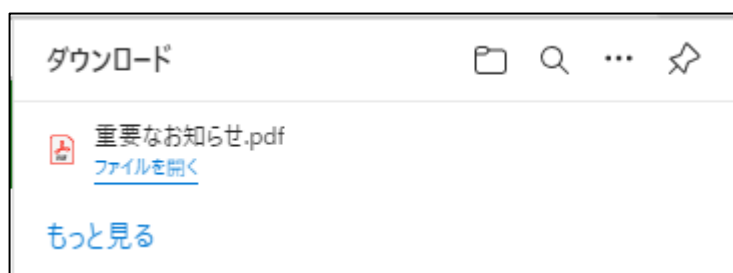 ダウンロード
重要なお知らせ.pdf
ファイルを開く
もっと見る